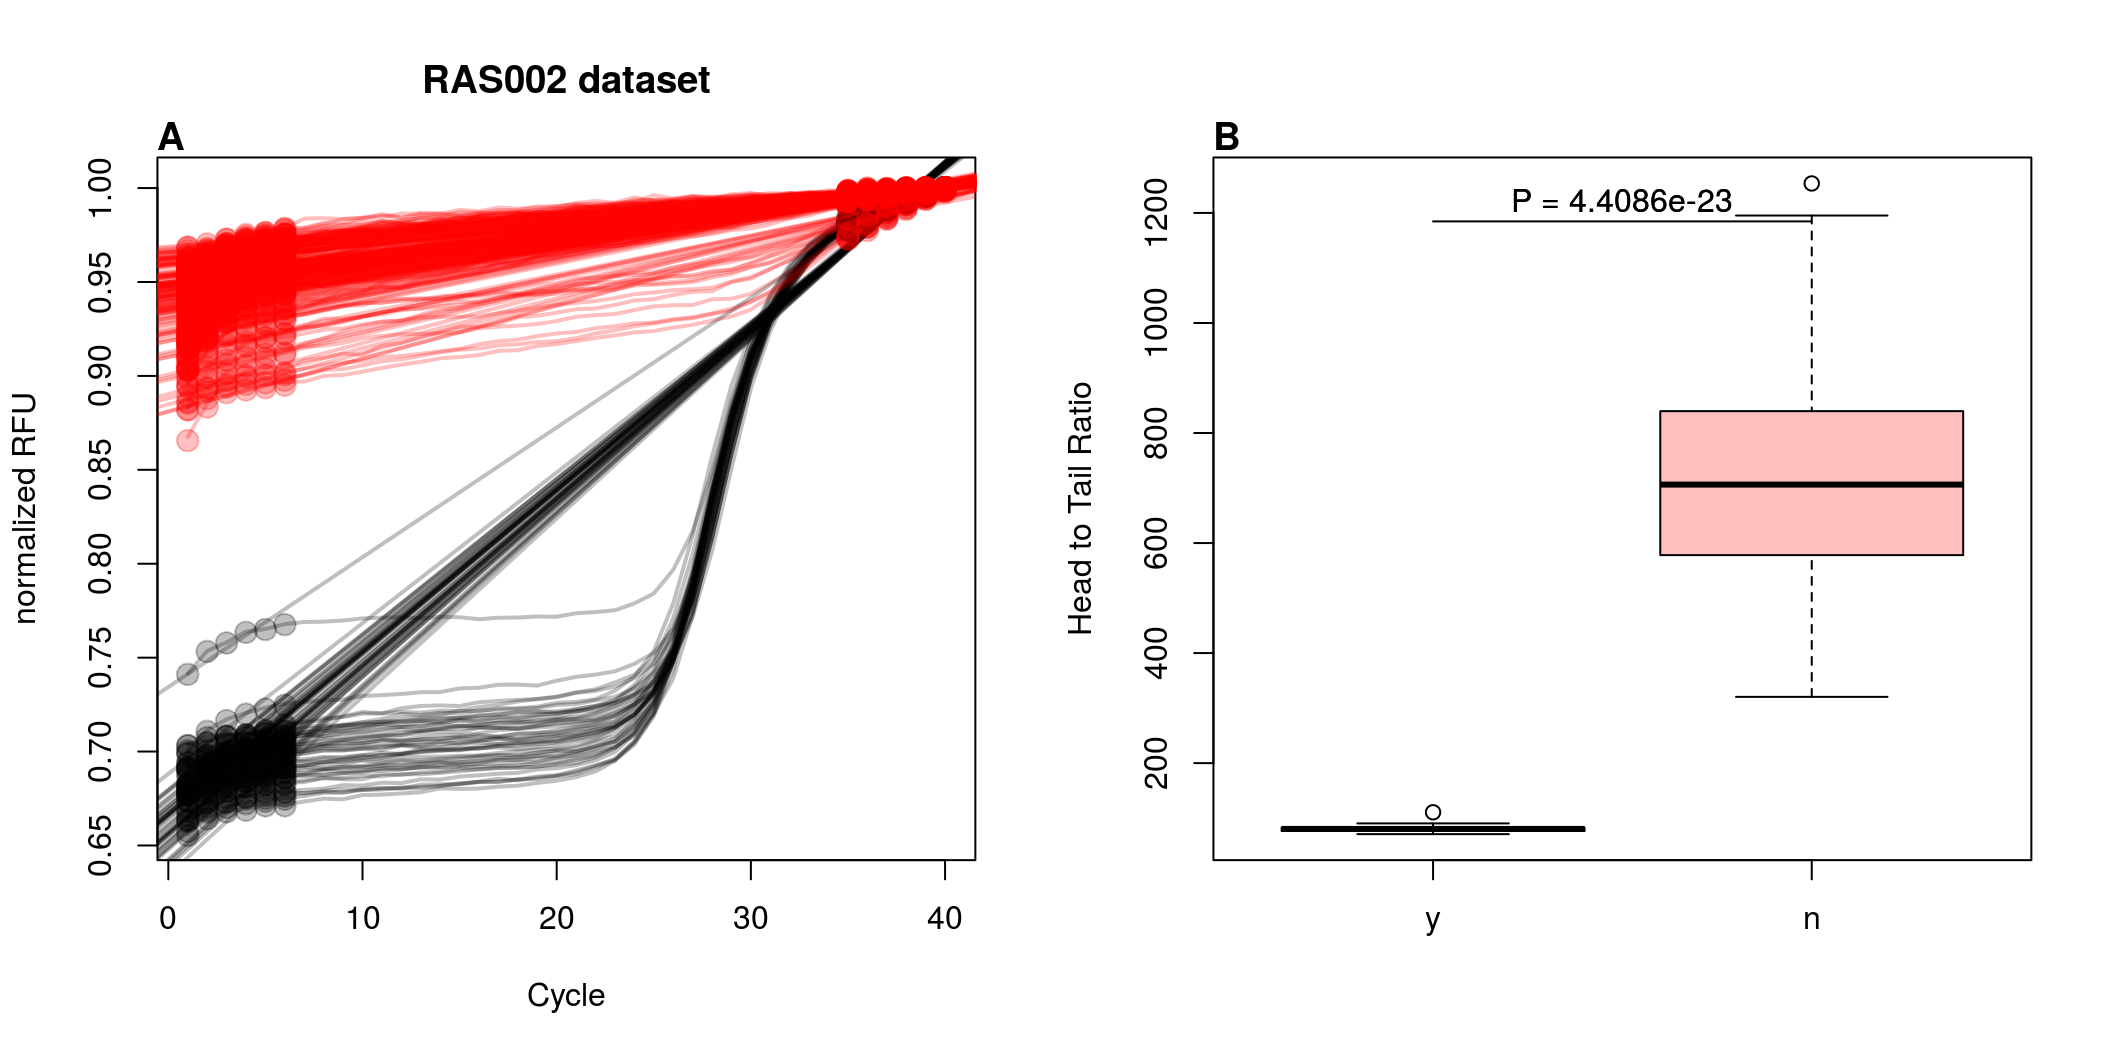 RAS002 dataset
A
normalized RFU
1.00
0.95
0.90
0.85
0.80
0.75
0.70
0.65
0 10 20 30 40
Cycle
B
P = 4.4086e-23
Head to Tail Ratio
1200
1000
800
600
400
200
y n